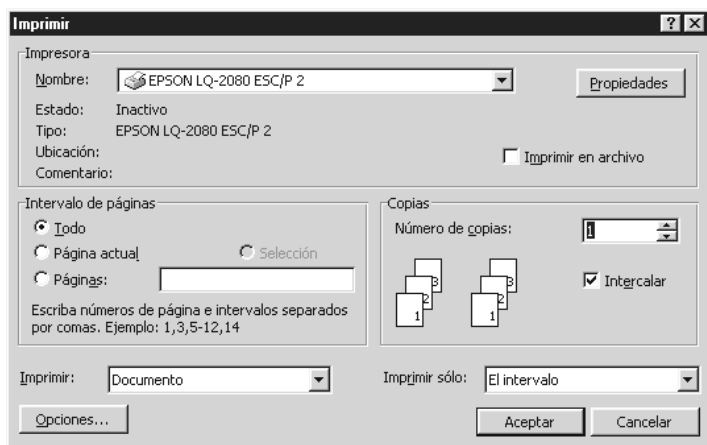 Imprimir
Impresora
Nombre: EPSON LQ-2080 ESC/P 2 Propiedades
Estado: Inactivo
Tipo: EPSON LQ-2080 ESC/P 2
Ubicación:
Comentario: Imprimir en archivo
Intervalo de páginas
Todo
Página actual Selección
Páginas:
Escriba números de página e intervalos separados
por comas. Ejemplo: 1,3,5-12,14
Copias
Número de copias: 1
3 3
2 2
1 1
Intercalar
Imprimir: Documento Imprimir sólo: El intervalo
Opciones... Aceptar Cancelar